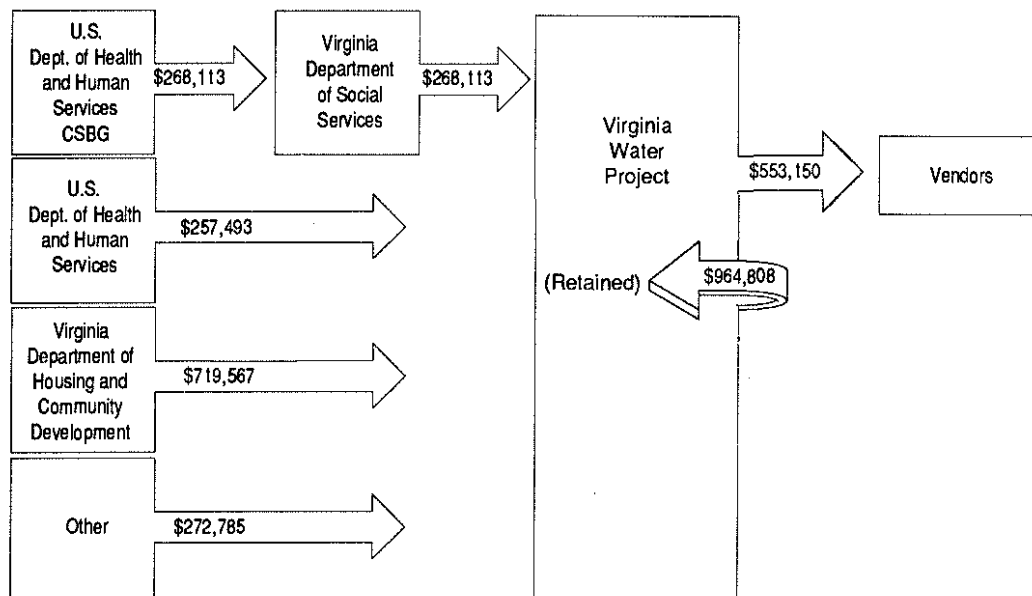 U.S.
Dept. of Health
and Human
Services
CSBG
$268,113
Virginia
Department
of Social
Services
$268,113
Virginia
Water
Project
$553,150
Vendors
U.S.
Dept. of Health
and Human
Services
$257,493
(Retained)
$964,808
Virginia
Department of
Housing and
Community
Development
$719,567
Other
$272,785